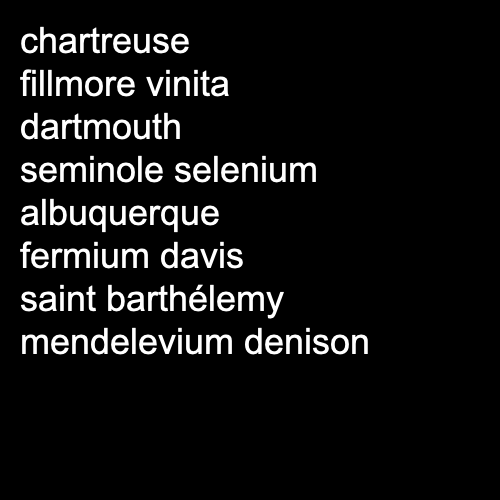 chartreuse
fillmore vinita
dartmouth
seminole selenium
albuquerque
fermium davis
saint barthélemy
mendelevium denison